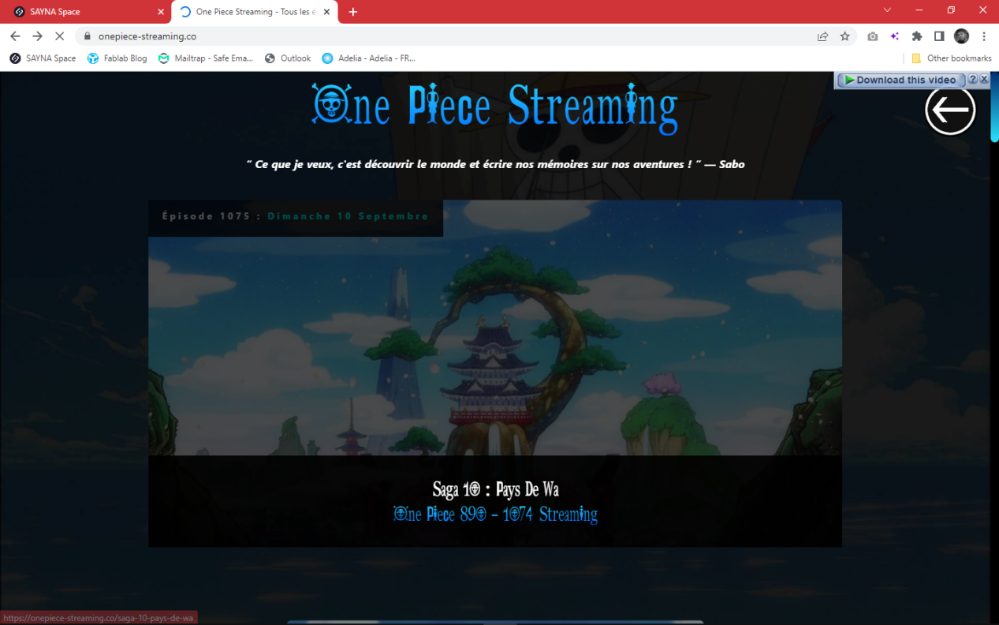 SAYNA Space
One Piece Streaming - Tous les é
onepiece-streaming.co
SAYNA Space
Fablab Blog
Mailtrap - Safe Ema...
Outlook
Adelia - Adelia - FR...
Other bookmarks
Download this video
One Piece Streaming
“ Ce que je veux, c'est découvrir le monde et écrire nos mémoires sur nos aventures ! ” — Sabo
Épisode 1075 : Dimanche 10 Septembre
Saga 10 : Pays De Wa
One Piece 890 - 1074 Streaming
https://onepiece-streaming.co/saga-10-pays-de-wa